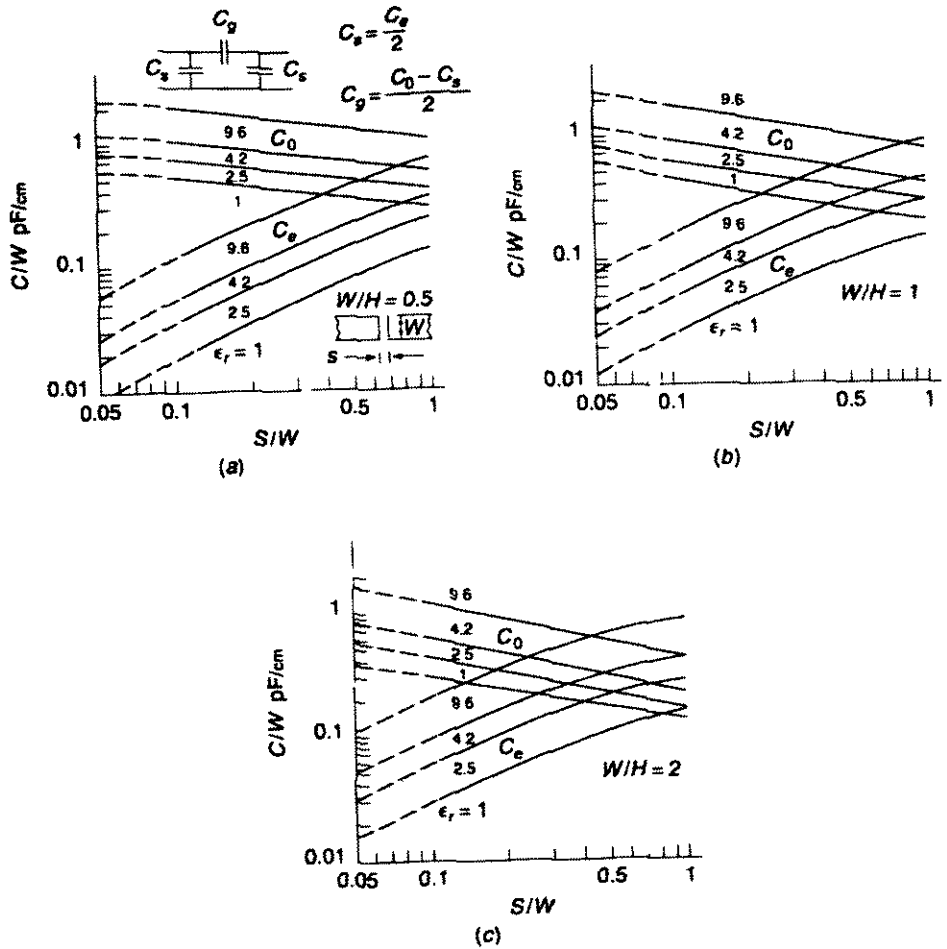 C_g
C_s C_s
C_s = C_e / 2
C_g = (C_0 − C_s) / 2
C/W pF/cm
1
0.1
0.01
9 6
C_0
4.2
2.5
1
9.6
C_e
4 2
2 5
ε_r = 1
W/H = 0.5
W
S
0.05 0.1 0.5 1
S/W
(a)
C/W pF/cm
1
0.1
0.01
9.6
4.2
C_0
2.5
1
9 6
4.2
C_e
2.5
ε_r = 1
W/H = 1
0.05 0.1 0.5 1
S/W
(b)
C/W pF/cm
1
0.1
0.01
9 6
4.2
C_0
2 5
1
9 6
4 2
C_e
2.5
ε_r = 1
W/H = 2
0.05 0.1 0.5 1
S/W
(c)